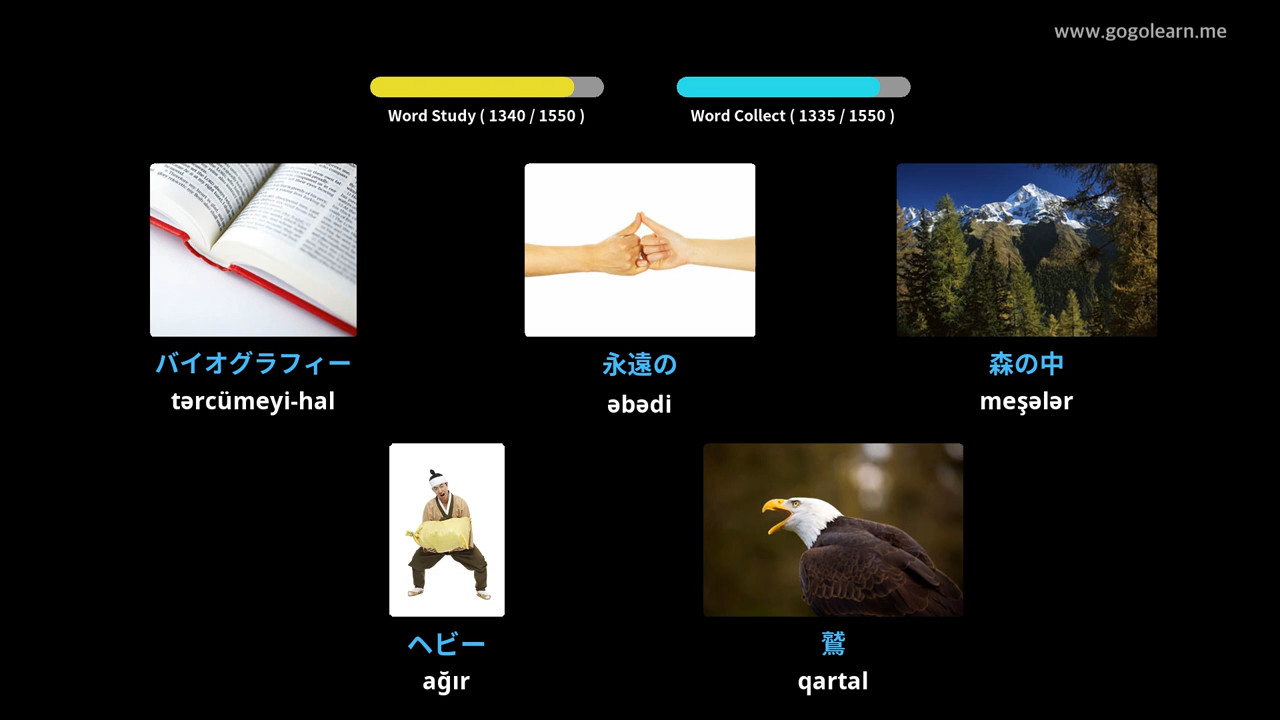 www.gogolearn.me
Word Study ( 1340 / 1550 )
Word Collect ( 1335 / 1550 )
バイオグラフィー
tərcümeyi-hal
永遠の
əbədi
森の中
meşələr
ヘビー
ağır
鷲
qartal